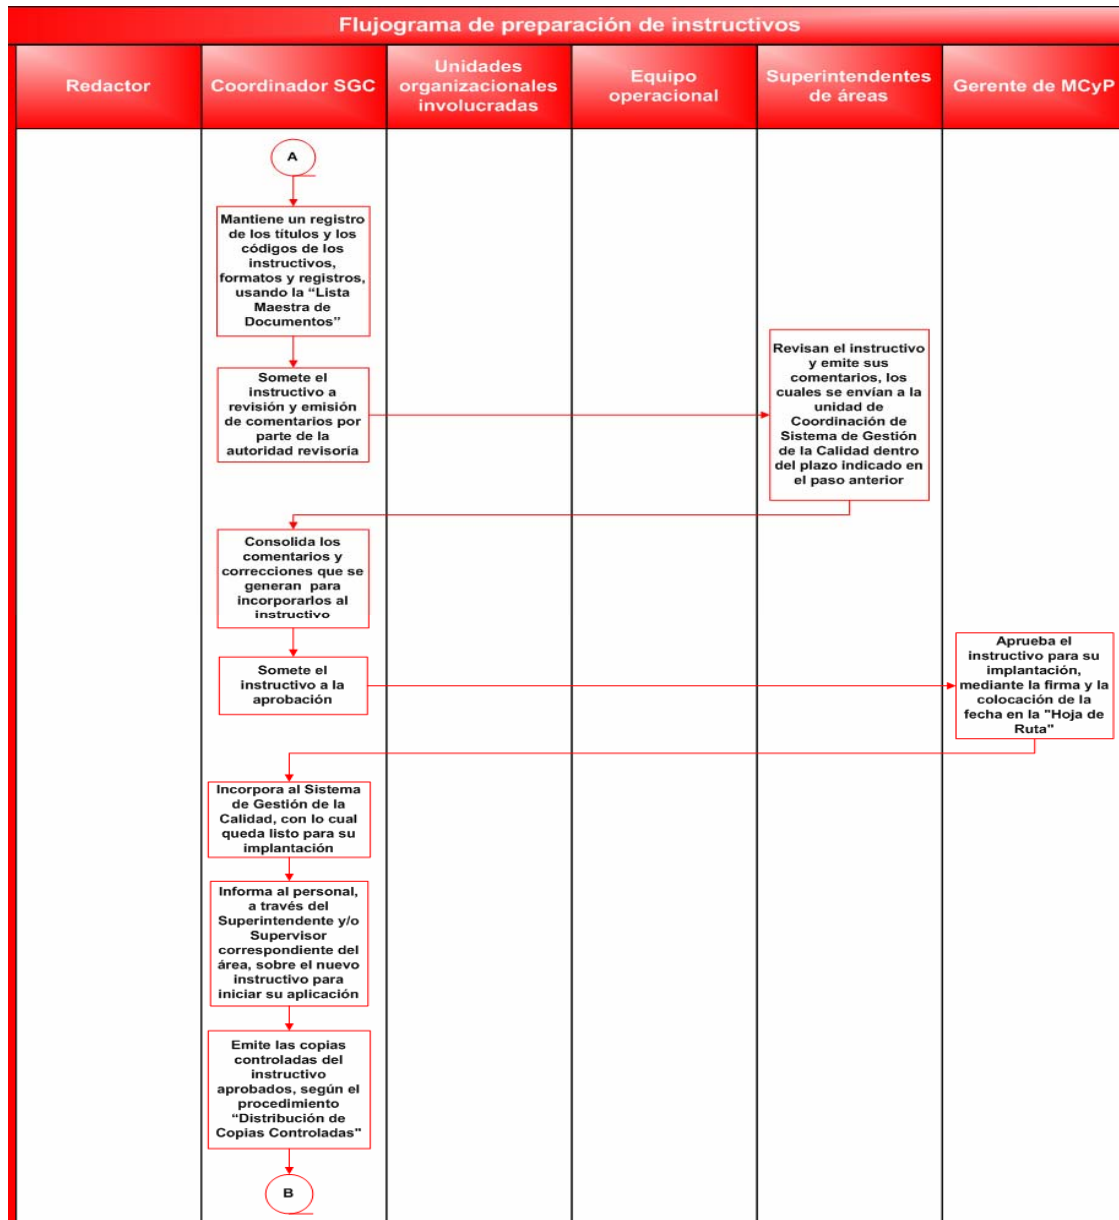 Flujograma de preparación de instructivos
Redactor
Coordinador SGC
Unidades
organizacionales
involucradas
Equipo
operacional
Superintendentes
de áreas
Gerente de MCyP
A
Mantiene un registro
de los títulos y los
códigos de los
instructivos,
formatos y registros,
usando la “Lista
Maestra de
Documentos”
Somete el
instructivo a
revisión y emisión
de comentarios por
parte de la
autoridad revisoría
Revisan el instructivo
y emite sus
comentarios, los
cuales se envían a la
unidad de
Coordinación de
Sistema de Gestión
de la Calidad dentro
del plazo indicado en
el paso anterior
Consolida los
comentarios y
correcciones que se
generan para
incorporarlos al
instructivo
Somete el
instructivo a la
aprobación
Aprueba el
instructivo para su
implantación,
mediante la firma y la
colocación de la
fecha en la "Hoja de
Ruta"
Incorpora al Sistema
de Gestión de la
Calidad, con lo cual
queda listo para su
implantación
Informa al personal,
a través del
Superintendente y/o
Supervisor
correspondiente del
área, sobre el nuevo
instructivo para
iniciar su aplicación
Emite las copias
controladas del
instructivo
aprobados, según el
procedimiento
“Distribución de
Copias Controladas"
B